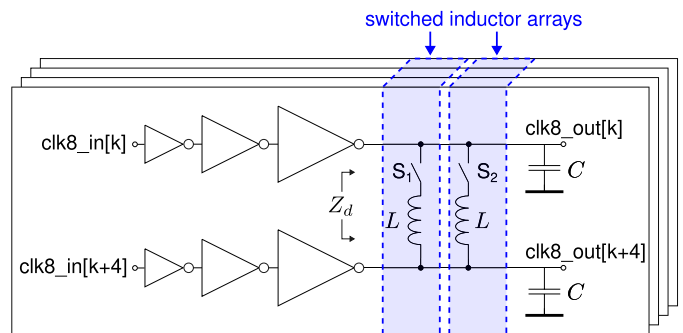 switched inductor arrays
clk8_in[k]
clk8_out[k]
S1
S2
C
Zd
L
L
clk8_in[k+4]
clk8_out[k+4]
C